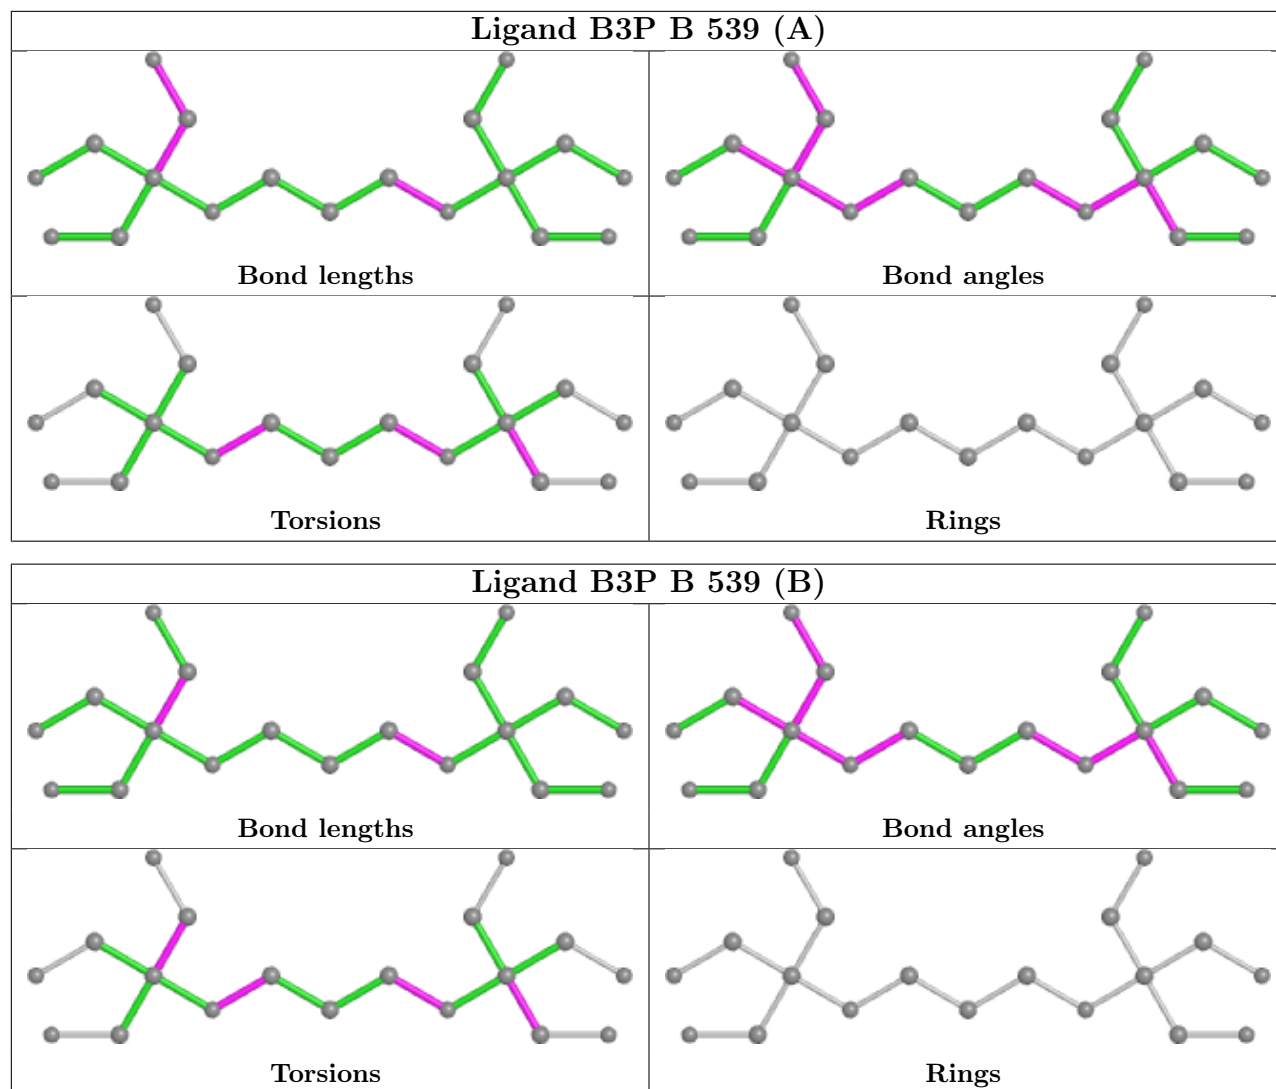 Ligand B3P B 539 (A)
Bond lengths
Bond angles
Torsions
Rings
Ligand B3P B 539 (B)
Bond lengths
Bond angles
Torsions
Rings